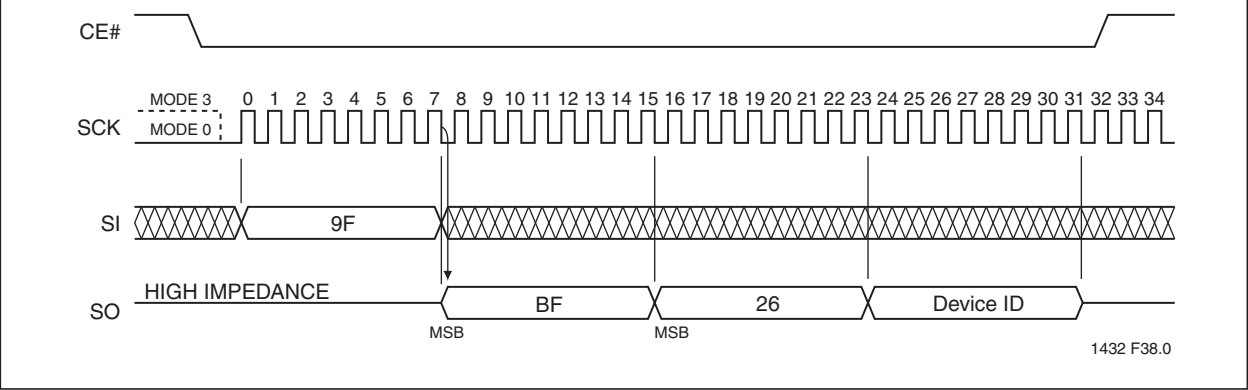 CE#
MODE 3
0 1 2 3 4 5 6 7 8 9 10 11 12 13 14 15 16 17 18 19 20 21 22 23 24 25 26 27 28 29 30 31 32 33 34
SCK
MODE 0
SI
9F
HIGH IMPEDANCE
SO
BF
26
Device ID
MSB
MSB
1432 F38.0